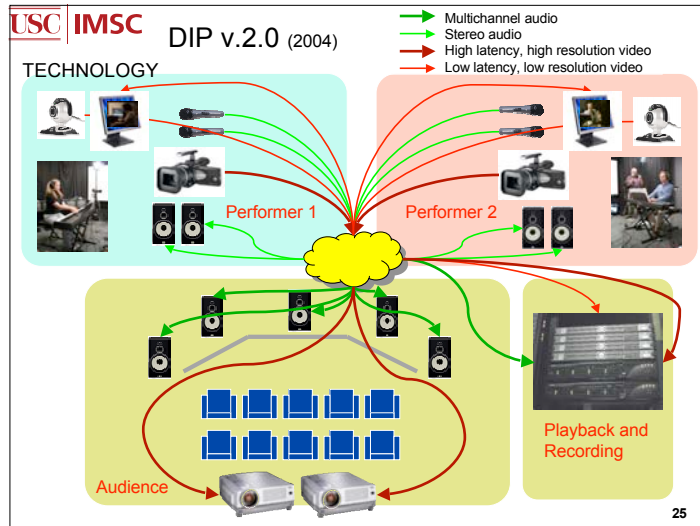 USC IMSC
DIP v.2.0 (2004)
Multichannel audio
Stereo audio
High latency, high resolution video
Low latency, low resolution video
TECHNOLOGY
Performer 1
Performer 2
Audience
Playback and
Recording
25